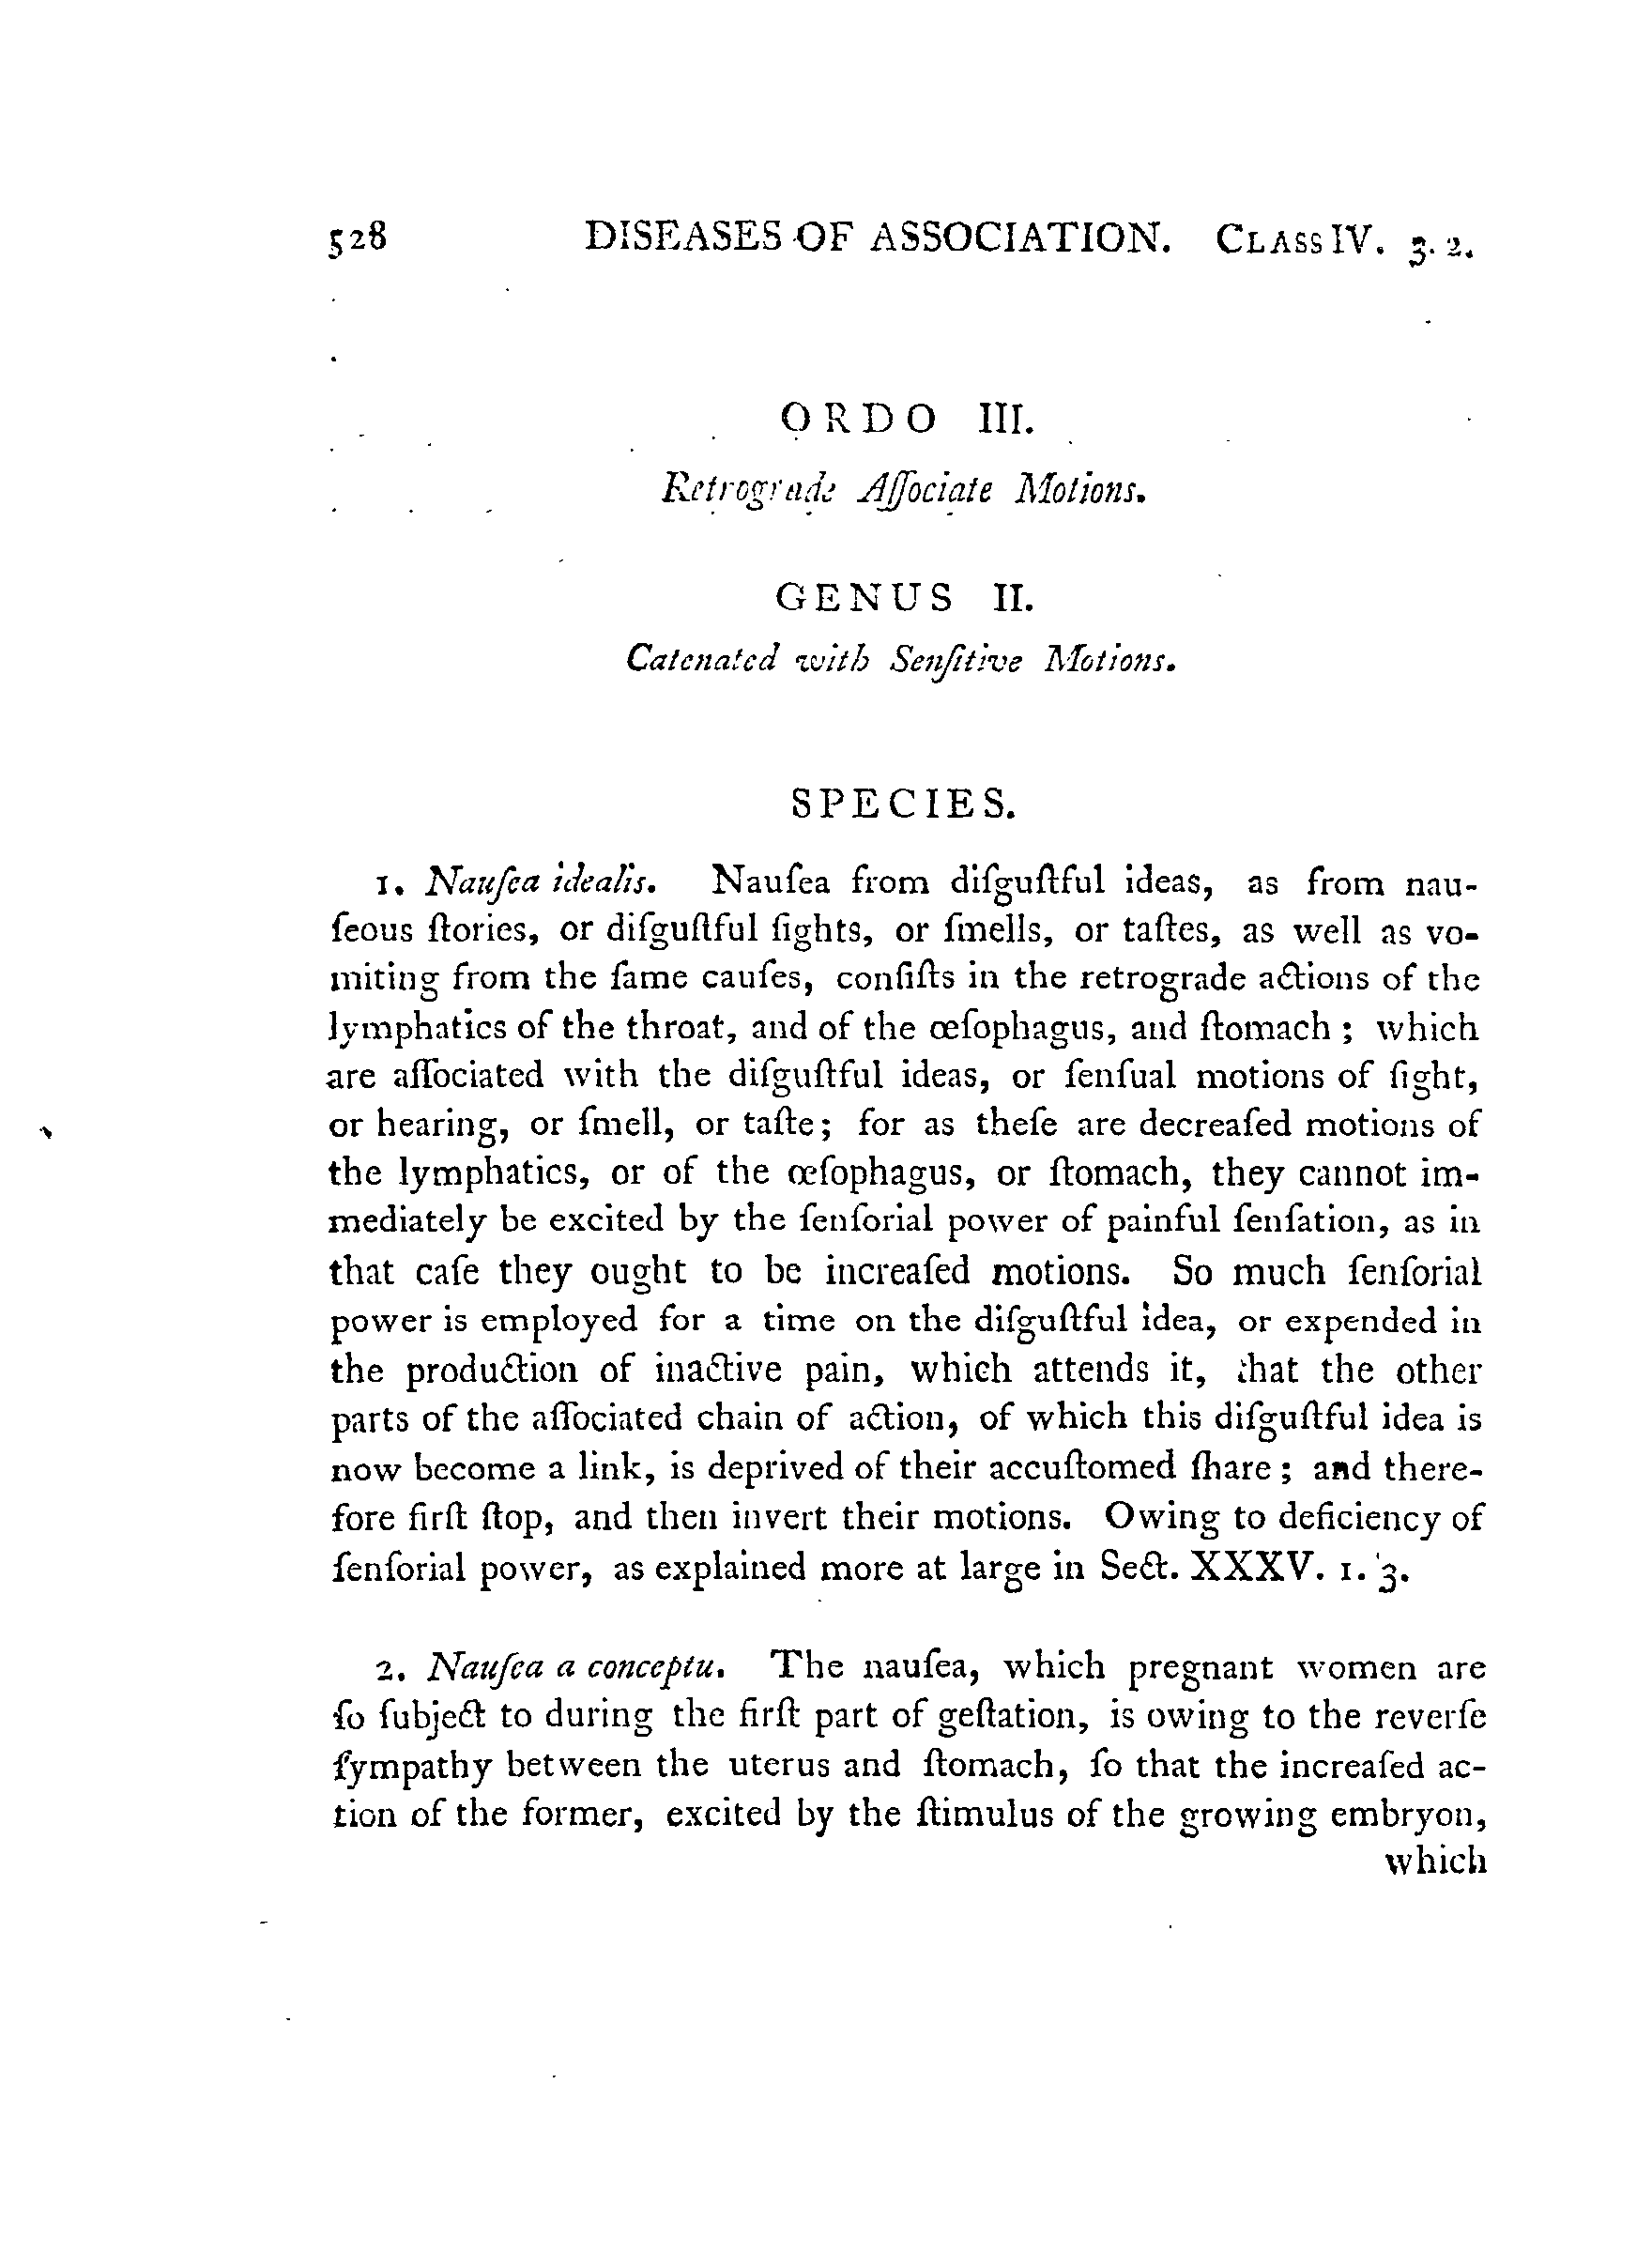 528 DISEASES OF ASSOCIATION. CLASS IV. 3. 2.
ORDO III.
Retrograde Aſſociate Motions.
GENUS II.
Catenated with Senſitive Motions.
SPECIES.
1. Nauſea idealis. Nauſea from diſguſtful ideas, as from nau-
ſeous ſtories, or diſguſtful ſights, or ſmells, or taſtes, as well as vo-
miting from the ſame cauſes, conſiſts in the retrograde actions of the
lymphatics of the throat, and of the œſophagus, and ſtomach; which
are aſſociated with the diſguſtful ideas, or ſenſual motions of ſight,
or hearing, or ſmell, or taſte; for as theſe are decreaſed motions of
the lymphatics, or of the œſophagus, or ſtomach, they cannot im-
mediately be excited by the ſenſorial power of painful ſenſation, as in
that caſe they ought to be increaſed motions. So much ſenſorial
power is employed for a time on the diſguſtful idea, or expended in
the production of inactive pain, which attends it, that the other
parts of the aſſociated chain of action, of which this diſguſtful idea is
now become a link, is deprived of their accuſtomed ſhare; and there-
fore firſt ſtop, and then invert their motions. Owing to deficiency of
ſenſorial power, as explained more at large in Sect. XXXV. 1. 3.
2. Nauſea a conceptu. The nauſea, which pregnant women are
ſo ſubject to during the firſt part of geſtation, is owing to the reverſe
ſympathy between the uterus and ſtomach, ſo that the increaſed ac-
tion of the former, excited by the ſtimulus of the growing embryon,
which